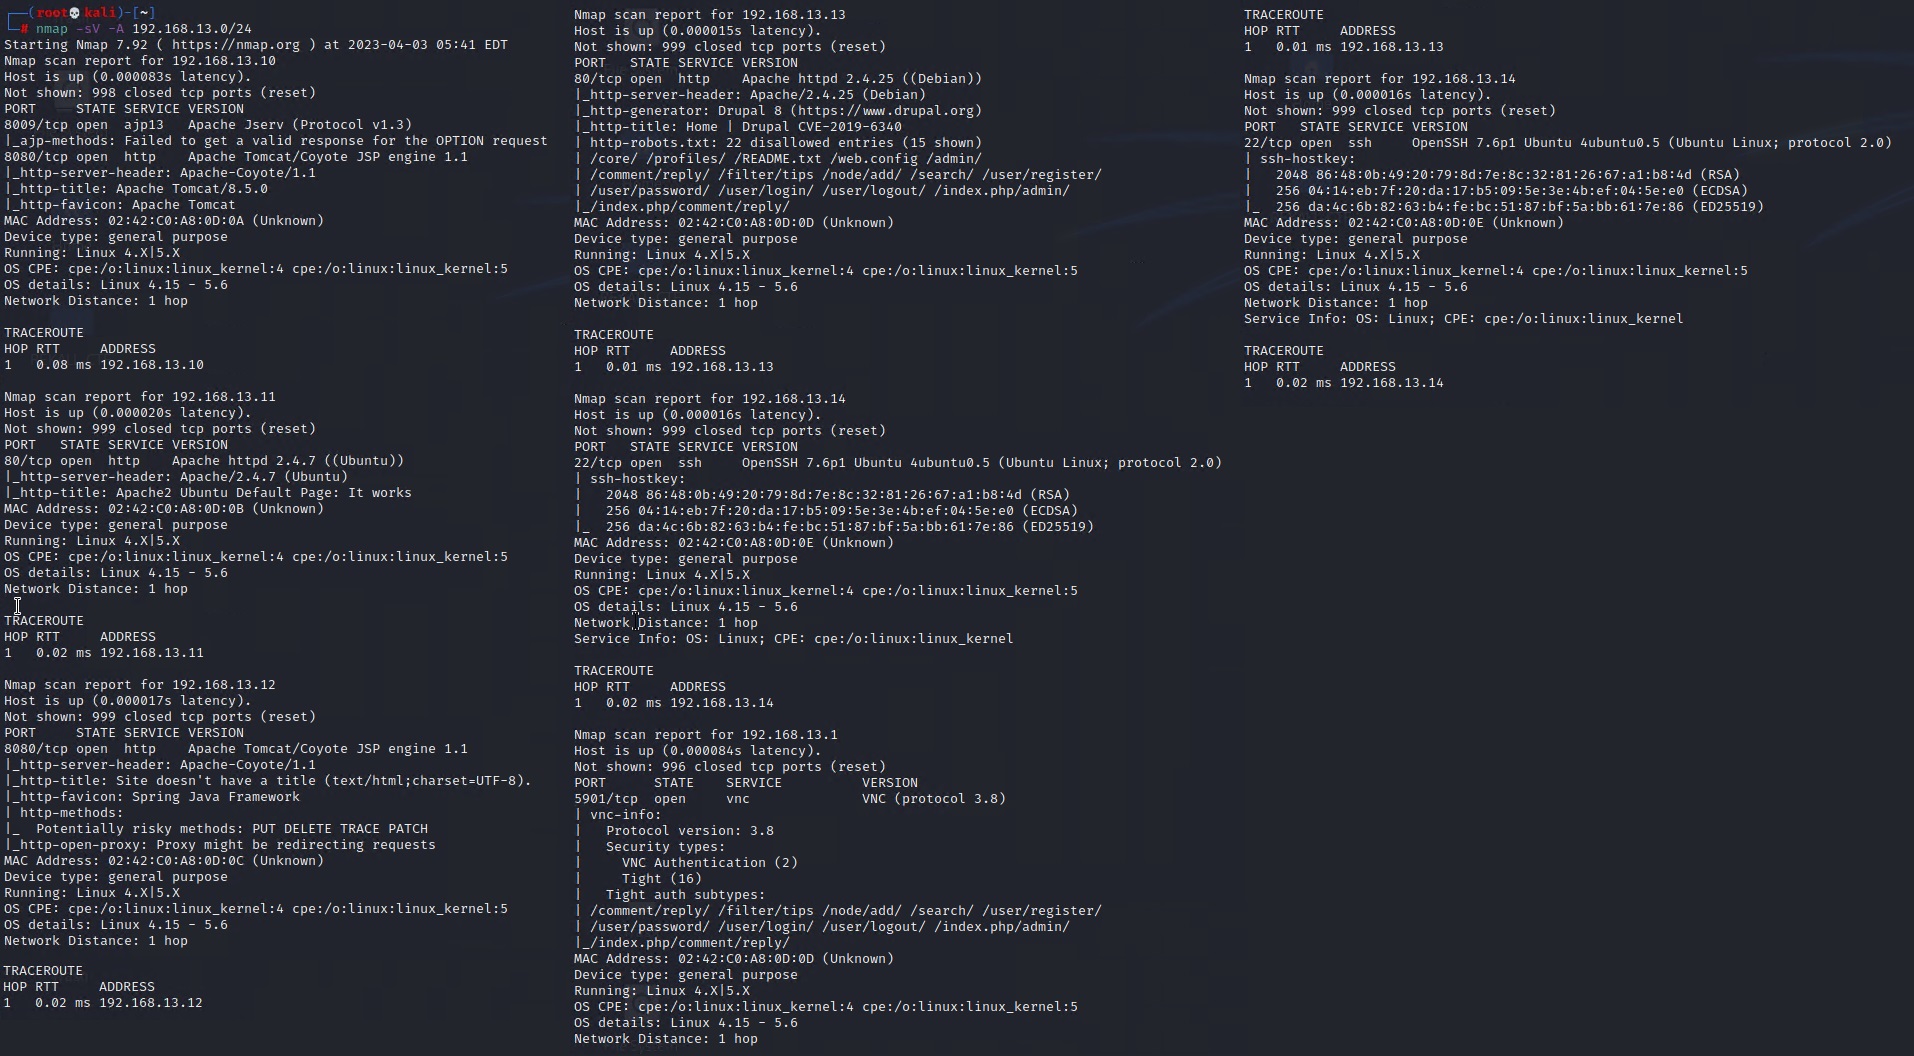 ┌──(root💀kali)-[~]
└─# nmap -sV -A 192.168.13.0/24
Starting Nmap 7.92 ( https://nmap.org ) at 2023-04-03 05:41 EDT
Nmap scan report for 192.168.13.10
Host is up (0.000083s latency).
Not shown: 998 closed tcp ports (reset)
PORT     STATE SERVICE VERSION
8009/tcp open  ajp13   Apache Jserv (Protocol v1.3)
|_ajp-methods: Failed to get a valid response for the OPTION request
8080/tcp open  http    Apache Tomcat/Coyote JSP engine 1.1
|_http-server-header: Apache-Coyote/1.1
|_http-title: Apache Tomcat/8.5.0
|_http-favicon: Apache Tomcat
MAC Address: 02:42:C0:A8:0D:0A (Unknown)
Device type: general purpose
Running: Linux 4.X|5.X
OS CPE: cpe:/o:linux:linux_kernel:4 cpe:/o:linux:linux_kernel:5
OS details: Linux 4.15 - 5.6
Network Distance: 1 hop

TRACEROUTE
HOP RTT     ADDRESS
1   0.08 ms 192.168.13.10

Nmap scan report for 192.168.13.11
Host is up (0.000020s latency).
Not shown: 999 closed tcp ports (reset)
PORT   STATE SERVICE VERSION
80/tcp open  http    Apache httpd 2.4.7 ((Ubuntu))
|_http-server-header: Apache/2.4.7 (Ubuntu)
|_http-title: Apache2 Ubuntu Default Page: It works
MAC Address: 02:42:C0:A8:0D:0B (Unknown)
Device type: general purpose
Running: Linux 4.X|5.X
OS CPE: cpe:/o:linux:linux_kernel:4 cpe:/o:linux:linux_kernel:5
OS details: Linux 4.15 - 5.6
Network Distance: 1 hop

TRACEROUTE
HOP RTT     ADDRESS
1   0.02 ms 192.168.13.11

Nmap scan report for 192.168.13.12
Host is up (0.000017s latency).
Not shown: 999 closed tcp ports (reset)
PORT     STATE SERVICE VERSION
8080/tcp open  http    Apache Tomcat/Coyote JSP engine 1.1
|_http-server-header: Apache-Coyote/1.1
|_http-title: Site doesn't have a title (text/html;charset=UTF-8).
|_http-favicon: Spring Java Framework
| http-methods:
|_  Potentially risky methods: PUT DELETE TRACE PATCH
|_http-open-proxy: Proxy might be redirecting requests
MAC Address: 02:42:C0:A8:0D:0C (Unknown)
Device type: general purpose
Running: Linux 4.X|5.X
OS CPE: cpe:/o:linux:linux_kernel:4 cpe:/o:linux:linux_kernel:5
OS details: Linux 4.15 - 5.6
Network Distance: 1 hop

TRACEROUTE
HOP RTT     ADDRESS
1   0.02 ms 192.168.13.12

Nmap scan report for 192.168.13.13
Host is up (0.000015s latency).
Not shown: 999 closed tcp ports (reset)
PORT   STATE SERVICE VERSION
80/tcp open  http    Apache httpd 2.4.25 ((Debian))
|_http-server-header: Apache/2.4.25 (Debian)
|_http-generator: Drupal 8 (https://www.drupal.org)
|_http-title: Home | Drupal CVE-2019-6340
| http-robots.txt: 22 disallowed entries (15 shown)
| /core/ /profiles/ /README.txt /web.config /admin/
| /comment/reply/ /filter/tips /node/add/ /search/ /user/register/
| /user/password/ /user/login/ /user/logout/ /index.php/admin/
|_/index.php/comment/reply/
MAC Address: 02:42:C0:A8:0D:0D (Unknown)
Device type: general purpose
Running: Linux 4.X|5.X
OS CPE: cpe:/o:linux:linux_kernel:4 cpe:/o:linux:linux_kernel:5
OS details: Linux 4.15 - 5.6
Network Distance: 1 hop

TRACEROUTE
HOP RTT     ADDRESS
1   0.01 ms 192.168.13.13

Nmap scan report for 192.168.13.14
Host is up (0.000016s latency).
Not shown: 999 closed tcp ports (reset)
PORT   STATE SERVICE VERSION
22/tcp open  ssh     OpenSSH 7.6p1 Ubuntu 4ubuntu0.5 (Ubuntu Linux; protocol 2.0)
| ssh-hostkey:
|   2048 86:48:0b:49:20:79:8d:7e:8c:32:81:26:67:a1:b8:4d (RSA)
|   256 04:14:eb:7f:20:da:17:b5:09:5e:3e:4b:ef:04:5e:e0 (ECDSA)
|_  256 da:4c:6b:82:63:b4:fe:bc:51:87:bf:5a:bb:61:7e:86 (ED25519)
MAC Address: 02:42:C0:A8:0D:0E (Unknown)
Device type: general purpose
Running: Linux 4.X|5.X
OS CPE: cpe:/o:linux:linux_kernel:4 cpe:/o:linux:linux_kernel:5
OS details: Linux 4.15 - 5.6
Network Distance: 1 hop
Service Info: OS: Linux; CPE: cpe:/o:linux:linux_kernel

TRACEROUTE
HOP RTT     ADDRESS
1   0.02 ms 192.168.13.14

Nmap scan report for 192.168.13.1
Host is up (0.000084s latency).
Not shown: 996 closed tcp ports (reset)
PORT      STATE    SERVICE          VERSION
5901/tcp  open     vnc              VNC (protocol 3.8)
| vnc-info:
|   Protocol version: 3.8
|   Security types:
|     VNC Authentication (2)
|     Tight (16)
|   Tight auth subtypes:
| /comment/reply/ /filter/tips /node/add/ /search/ /user/register/
| /user/password/ /user/login/ /user/logout/ /index.php/admin/
|_/index.php/comment/reply/
MAC Address: 02:42:C0:A8:0D:0D (Unknown)
Device type: general purpose
Running: Linux 4.X|5.X
OS CPE: cpe:/o:linux:linux_kernel:4 cpe:/o:linux:linux_kernel:5
OS details: Linux 4.15 - 5.6
Network Distance: 1 hop

TRACEROUTE
HOP RTT     ADDRESS
1   0.01 ms 192.168.13.13

Nmap scan report for 192.168.13.14
Host is up (0.000016s latency).
Not shown: 999 closed tcp ports (reset)
PORT   STATE SERVICE VERSION
22/tcp open  ssh     OpenSSH 7.6p1 Ubuntu 4ubuntu0.5 (Ubuntu Linux; protocol 2.0)
| ssh-hostkey:
|   2048 86:48:0b:49:20:79:8d:7e:8c:32:81:26:67:a1:b8:4d (RSA)
|   256 04:14:eb:7f:20:da:17:b5:09:5e:3e:4b:ef:04:5e:e0 (ECDSA)
|_  256 da:4c:6b:82:63:b4:fe:bc:51:87:bf:5a:bb:61:7e:86 (ED25519)
MAC Address: 02:42:C0:A8:0D:0E (Unknown)
Device type: general purpose
Running: Linux 4.X|5.X
OS CPE: cpe:/o:linux:linux_kernel:4 cpe:/o:linux:linux_kernel:5
OS details: Linux 4.15 - 5.6
Network Distance: 1 hop
Service Info: OS: Linux; CPE: cpe:/o:linux:linux_kernel

TRACEROUTE
HOP RTT     ADDRESS
1   0.02 ms 192.168.13.14